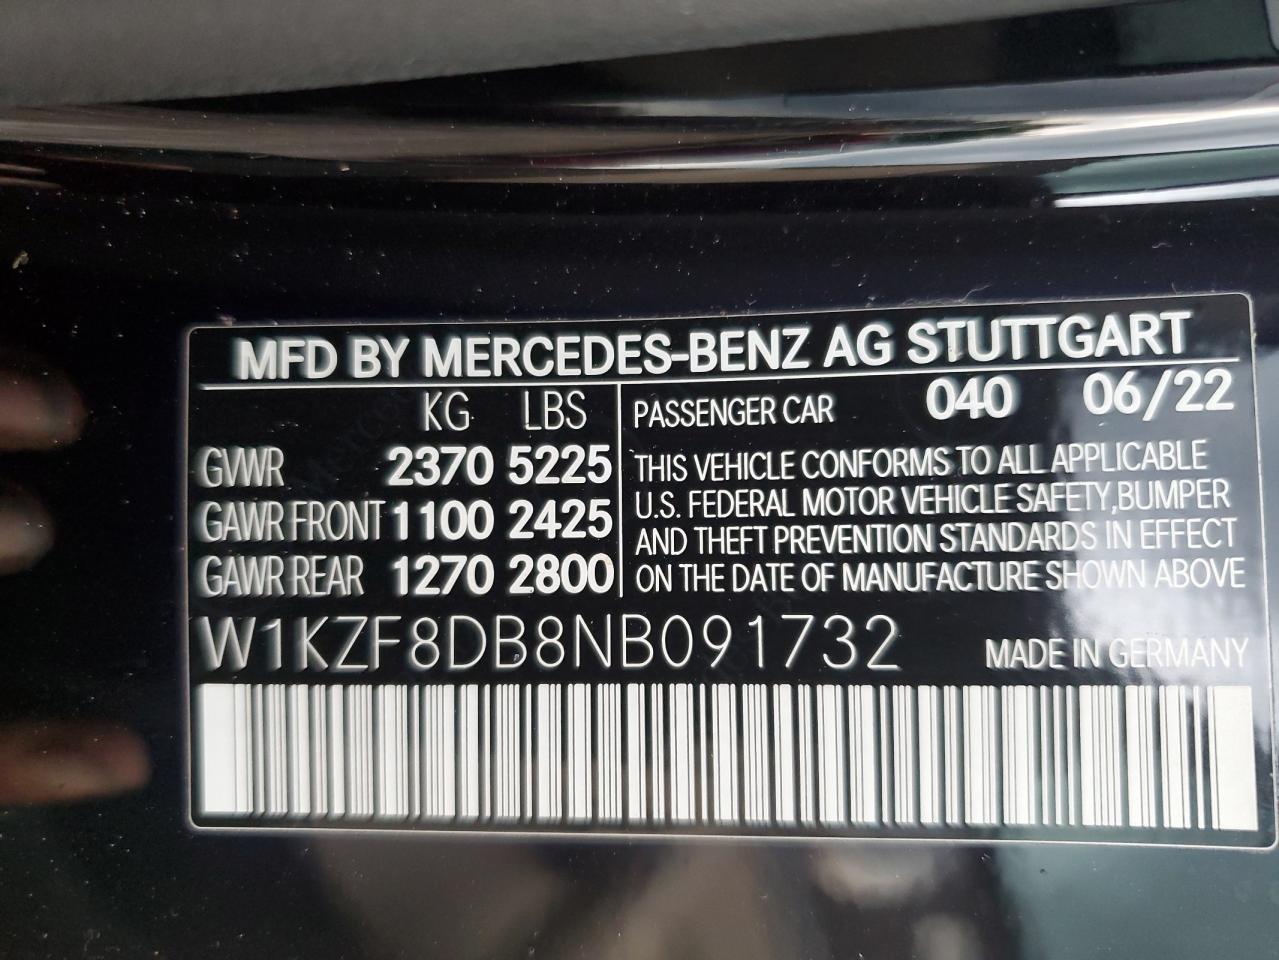 MFD BY MERCEDES-BENZ AG STUTTGART
KG LBS
GVWR 2370 5225
GAWR FRONT 1100 2425
GAWR REAR 1270 2800
PASSENGER CAR 040 06/22
THIS VEHICLE CONFORMS TO ALL APPLICABLE
U.S. FEDERAL MOTOR VEHICLE SAFETY, BUMPER
AND THEFT PREVENTION STANDARDS IN EFFECT
ON THE DATE OF MANUFACTURE SHOWN ABOVE
W1KZF8DB8NB091732 MADE IN GERMANY